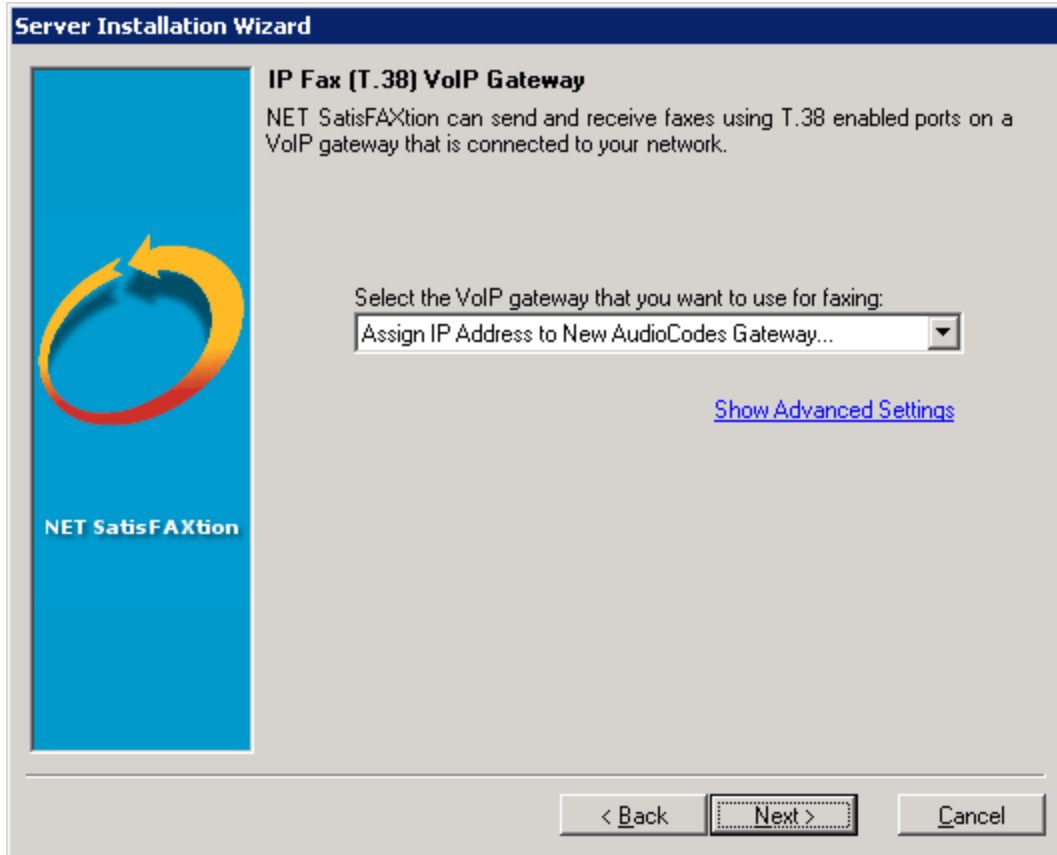 Server Installation Wizard
IP Fax (T.38) VoIP Gateway
NET SatisFAXtion can send and receive faxes using T.38 enabled ports on a
VoIP gateway that is connected to your network.
Select the VoIP gateway that you want to use for faxing:
Assign IP Address to New AudioCodes Gateway...
Show Advanced Settings
NET SatisFAXtion
< Back
Next >
Cancel